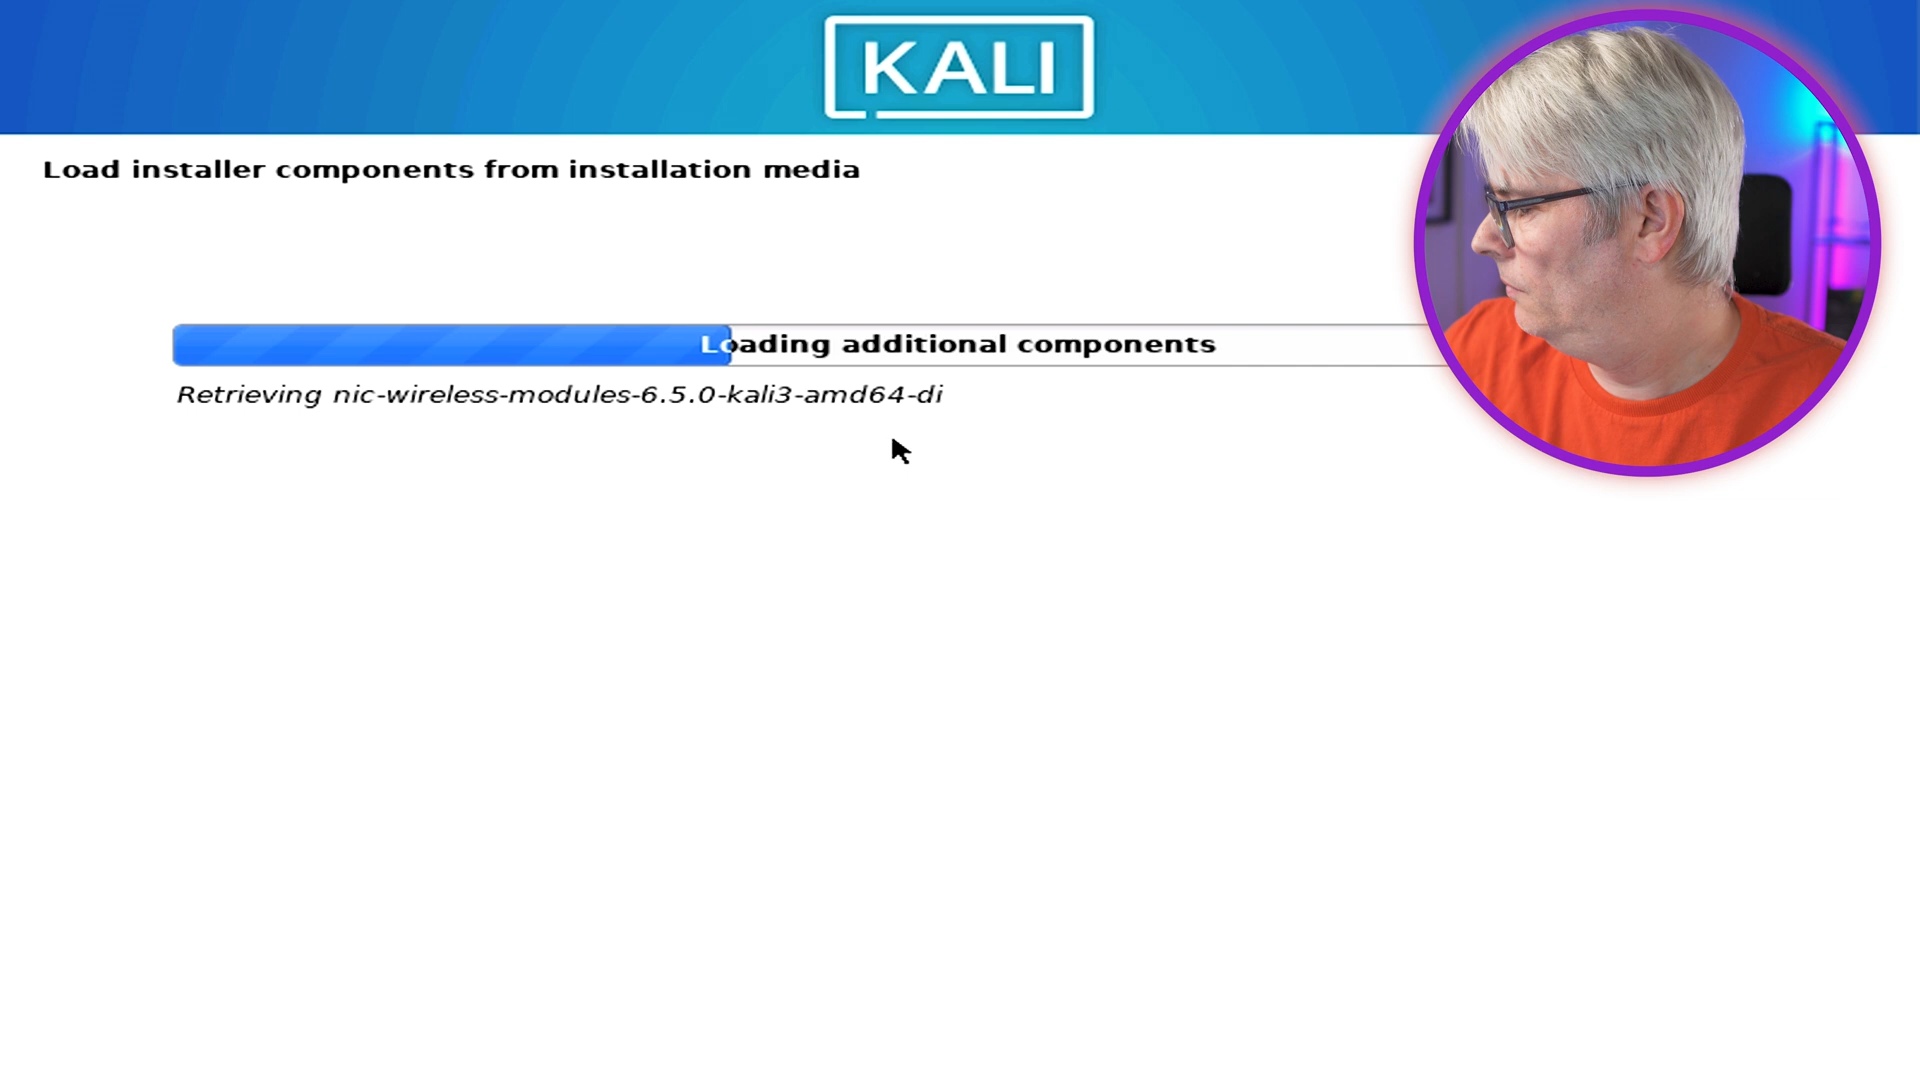 KALI
Load installer components from installation media
Loading additional components
Retrieving nic-wireless-modules-6.5.0-kali3-amd64-di